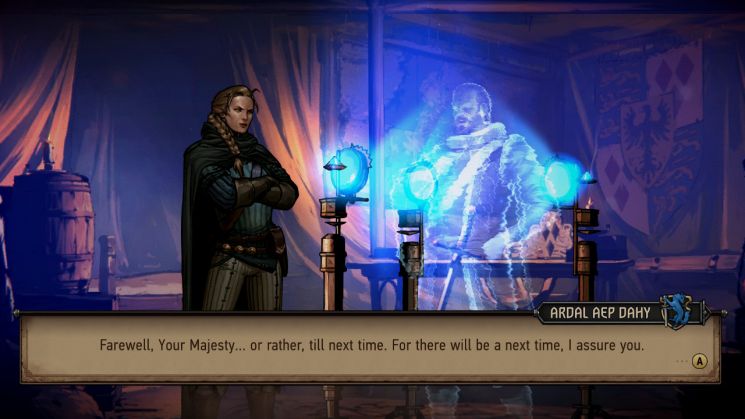 ARDAL AEP DAHY
Farewell, Your Majesty... or rather, till next time. For there will be a next time, I assure you.
... A